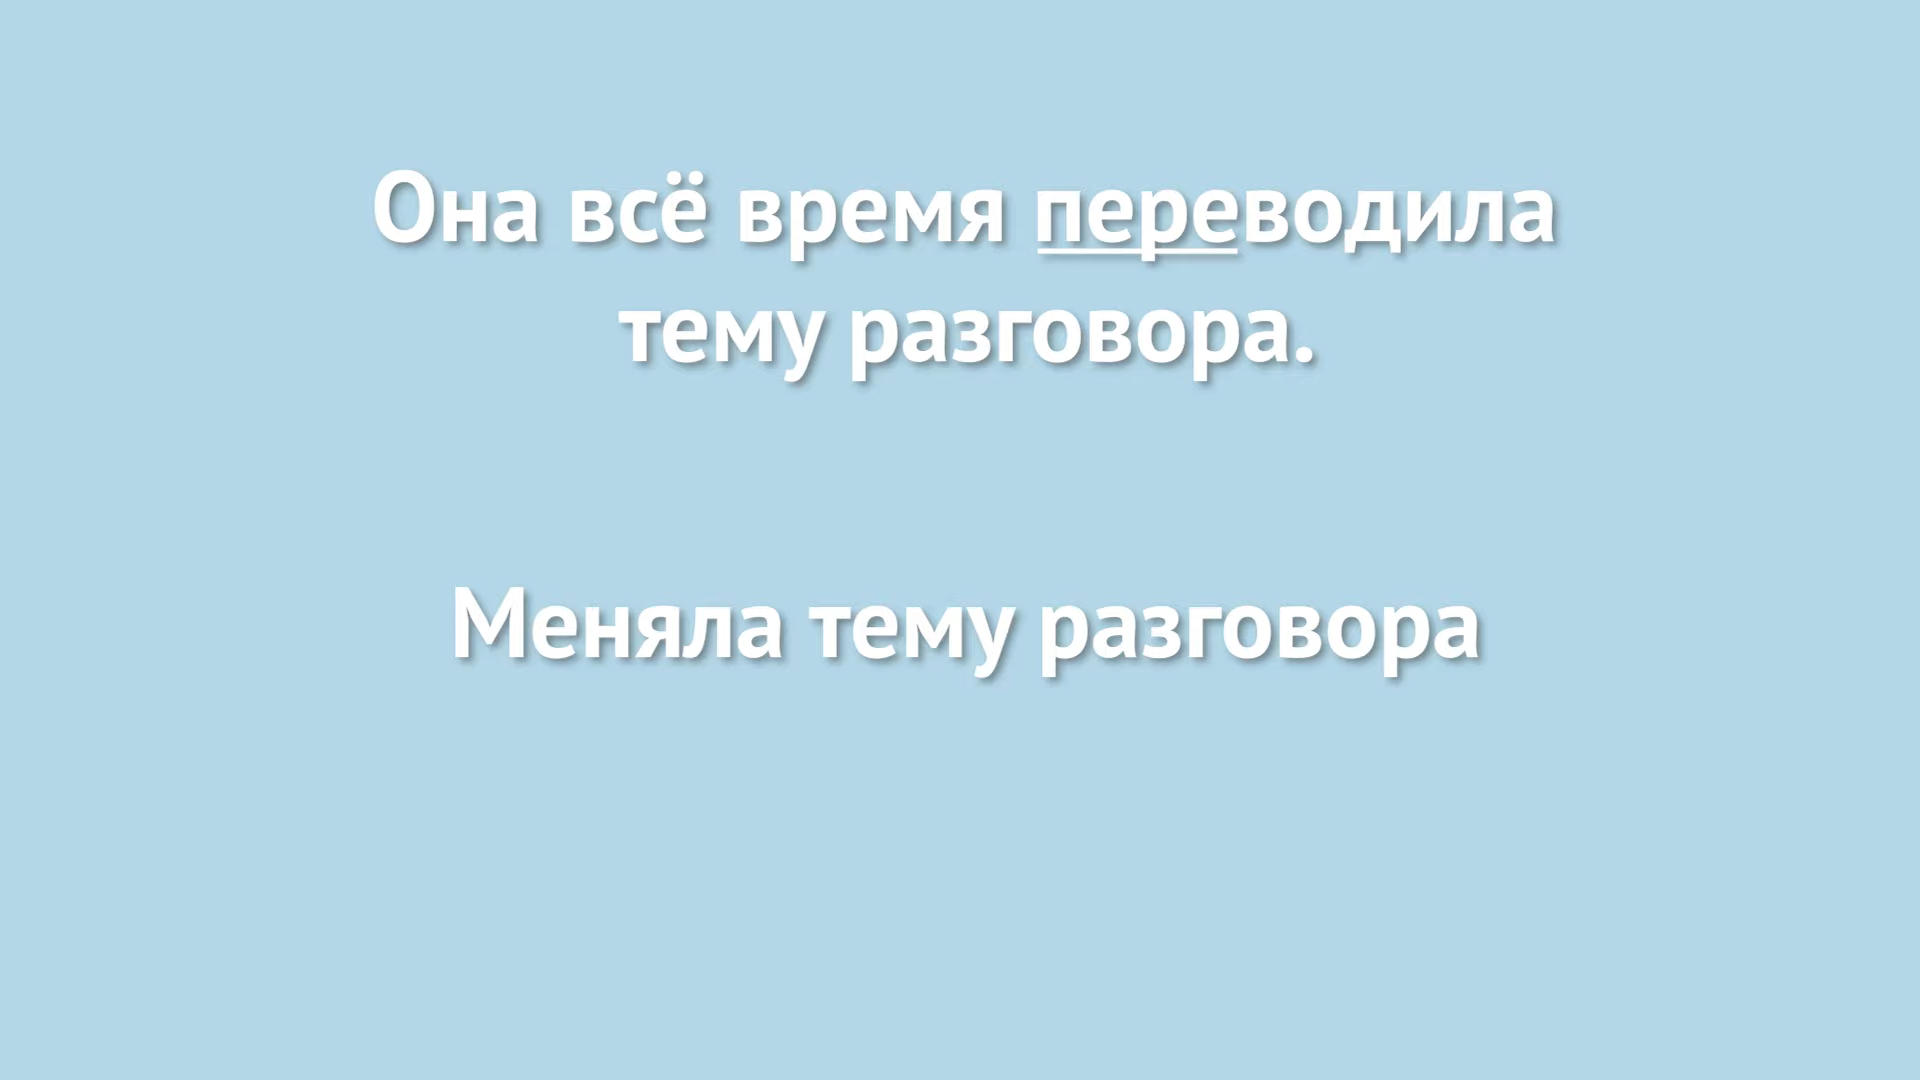 Она всё время переводила
тему разговора.
Меняла тему разговора